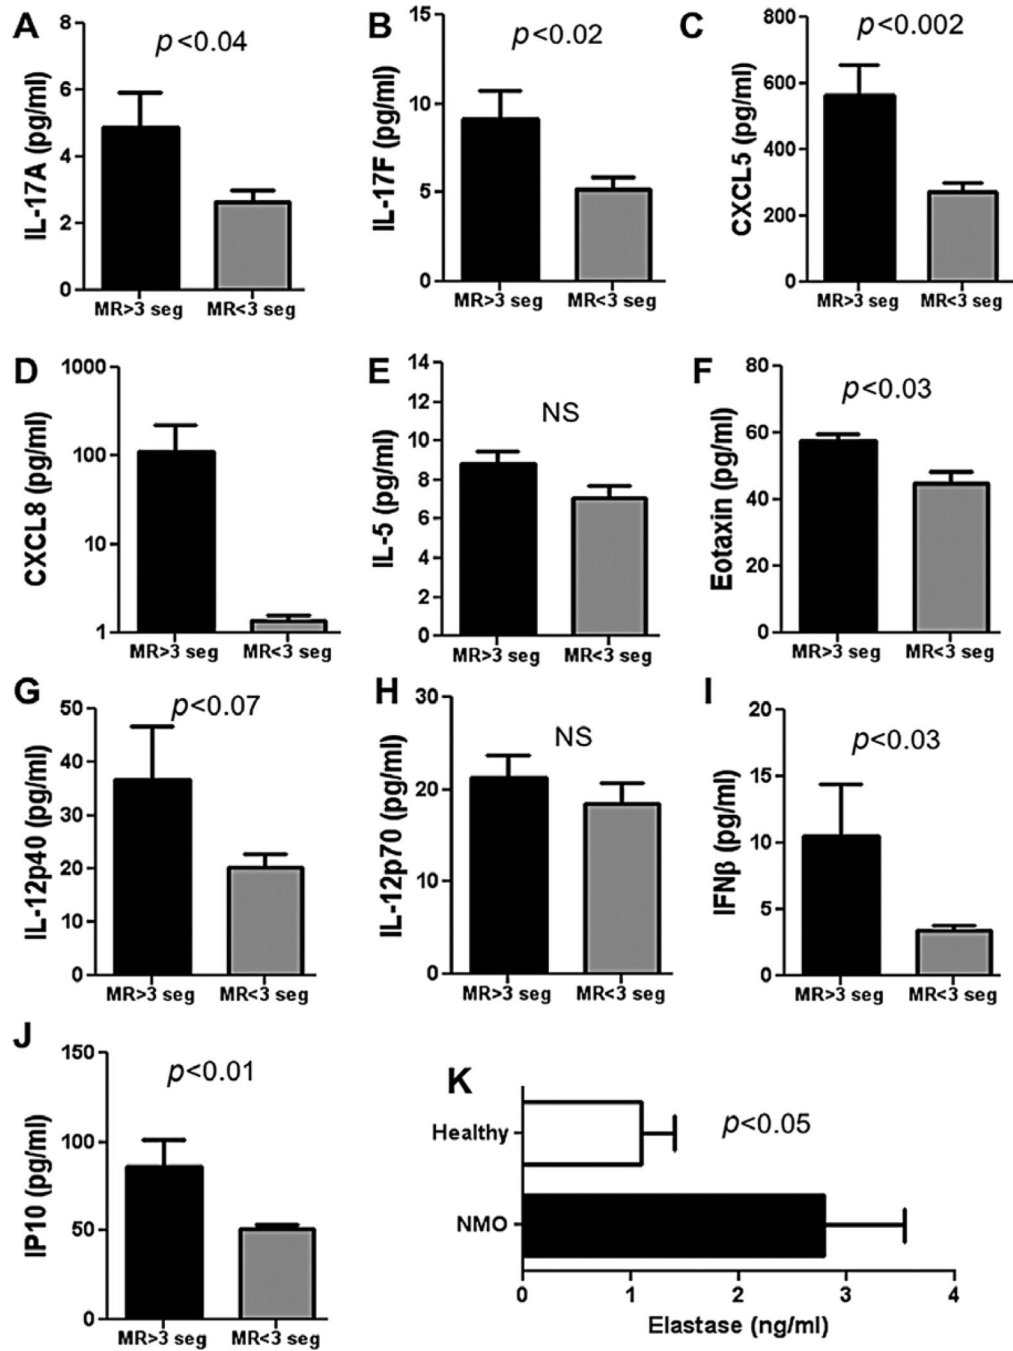 A
p<0.04
IL-17A (pg/ml)
8
6
4
2
0
MR>3 seg MR<3 seg
B
p<0.02
IL-17F (pg/ml)
15
10
5
0
MR>3 seg MR<3 seg
C
p<0.002
CXCL5 (pg/ml)
800
600
400
200
0
MR>3 seg MR<3 seg
D
CXCL8 (pg/ml)
1000
100
10
1
MR>3 seg MR<3 seg
E
NS
IL-5 (pg/ml)
14
12
10
8
6
4
2
0
MR>3 seg MR<3 seg
F
p<0.03
Eotaxin (pg/ml)
80
60
40
20
0
MR>3 seg MR<3 seg
G
p<0.07
IL-12p40 (pg/ml)
50
40
30
20
10
0
MR>3 seg MR<3 seg
H
NS
IL-12p70 (pg/ml)
30
20
10
0
MR>3 seg MR<3 seg
I
p<0.03
IFNβ (pg/ml)
20
15
10
5
0
MR>3 seg MR<3 seg
J
p<0.01
IP10 (pg/ml)
150
100
50
0
MR>3 seg MR<3 seg
K
p<0.05
Healthy
NMO
0 1 2 3 4
Elastase (ng/ml)